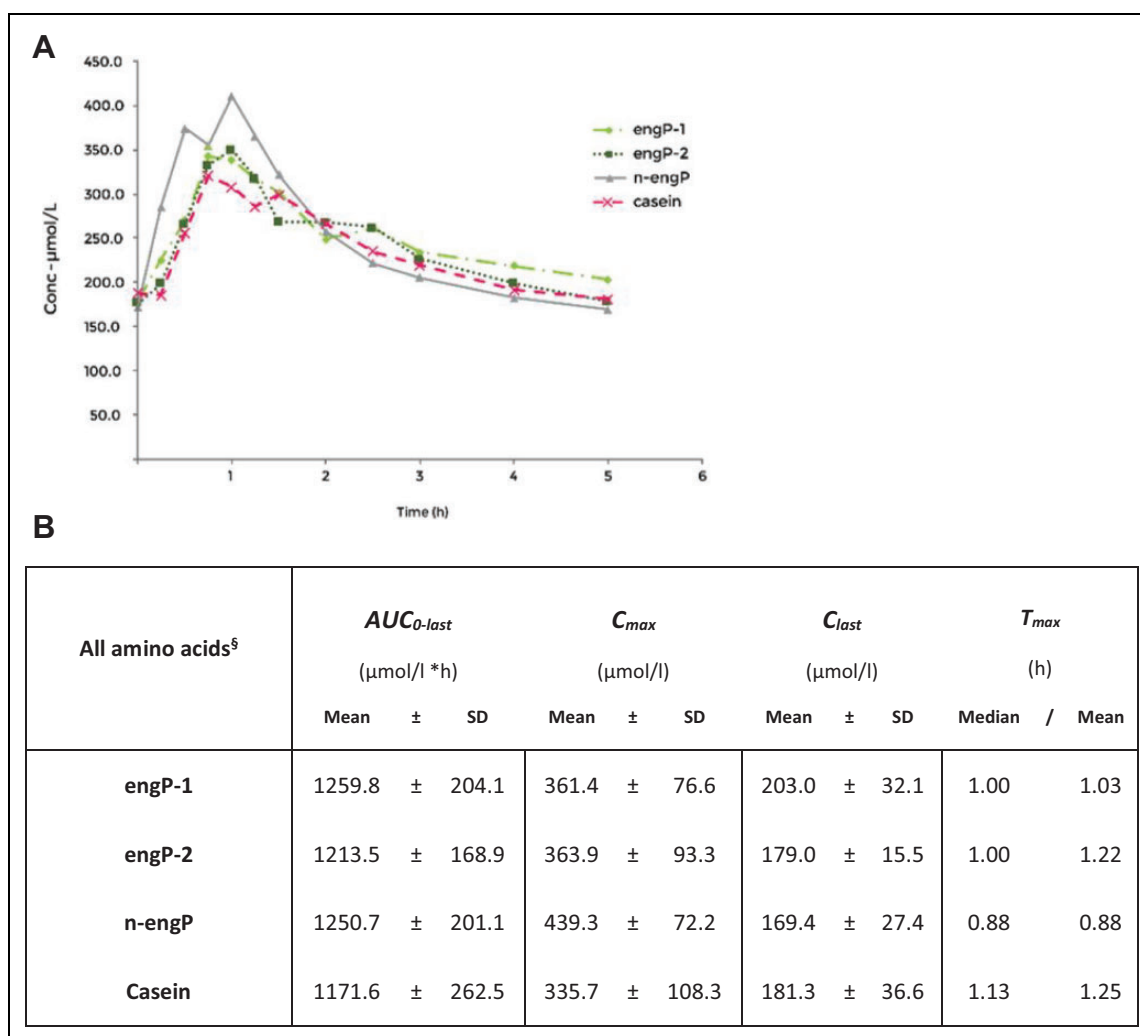 A
450.0
400.0
350.0
300.0
250.0
200.0
150.0
100.0
50.0
Conc-μmol/L
engP-1
engP-2
n-engP
casein
1 2 3 4 5 6
Time (h)
B
All amino acids§ AUC0-last Cmax Clast Tmax
(μmol/l *h) (μmol/l) (μmol/l) (h)
Mean ± SD Mean ± SD Mean ± SD Median / Mean
engP-1 1259.8 ± 204.1 361.4 ± 76.6 203.0 ± 32.1 1.00 1.03
engP-2 1213.5 ± 168.9 363.9 ± 93.3 179.0 ± 15.5 1.00 1.22
n-engP 1250.7 ± 201.1 439.3 ± 72.2 169.4 ± 27.4 0.88 0.88
Casein 1171.6 ± 262.5 335.7 ± 108.3 181.3 ± 36.6 1.13 1.25